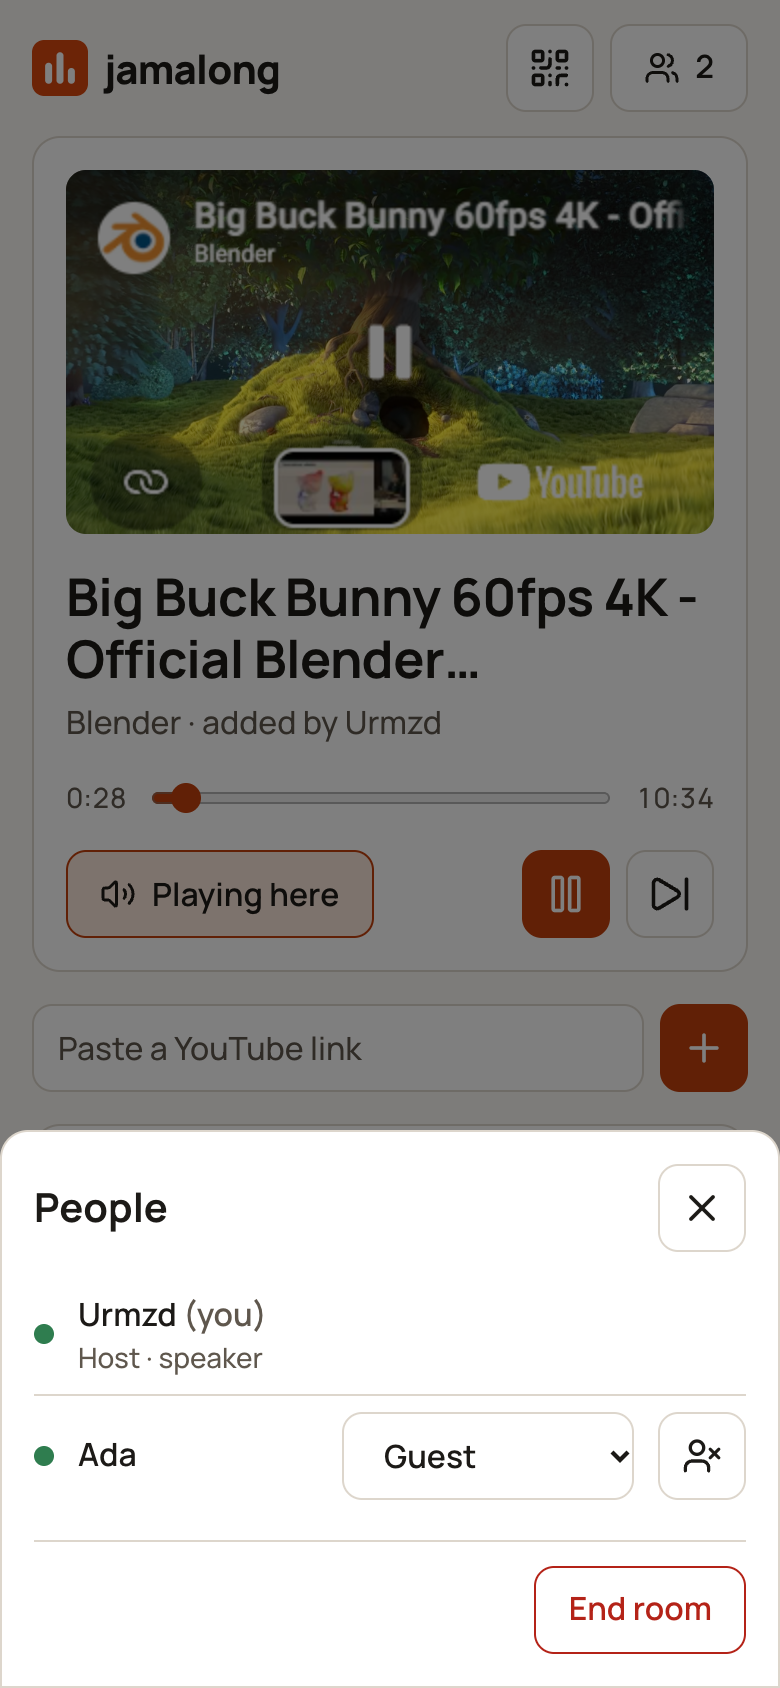 jamalong
2
Big Buck Bunny 60fps 4K - Off
Blender
YouTube
Big Buck Bunny 60fps 4K -
Official Blender...
Blender · added by Urmzd
0:28
10:34
Playing here
Paste a YouTube link
People
Urmzd (you)
Host · speaker
Ada
Guest
End room